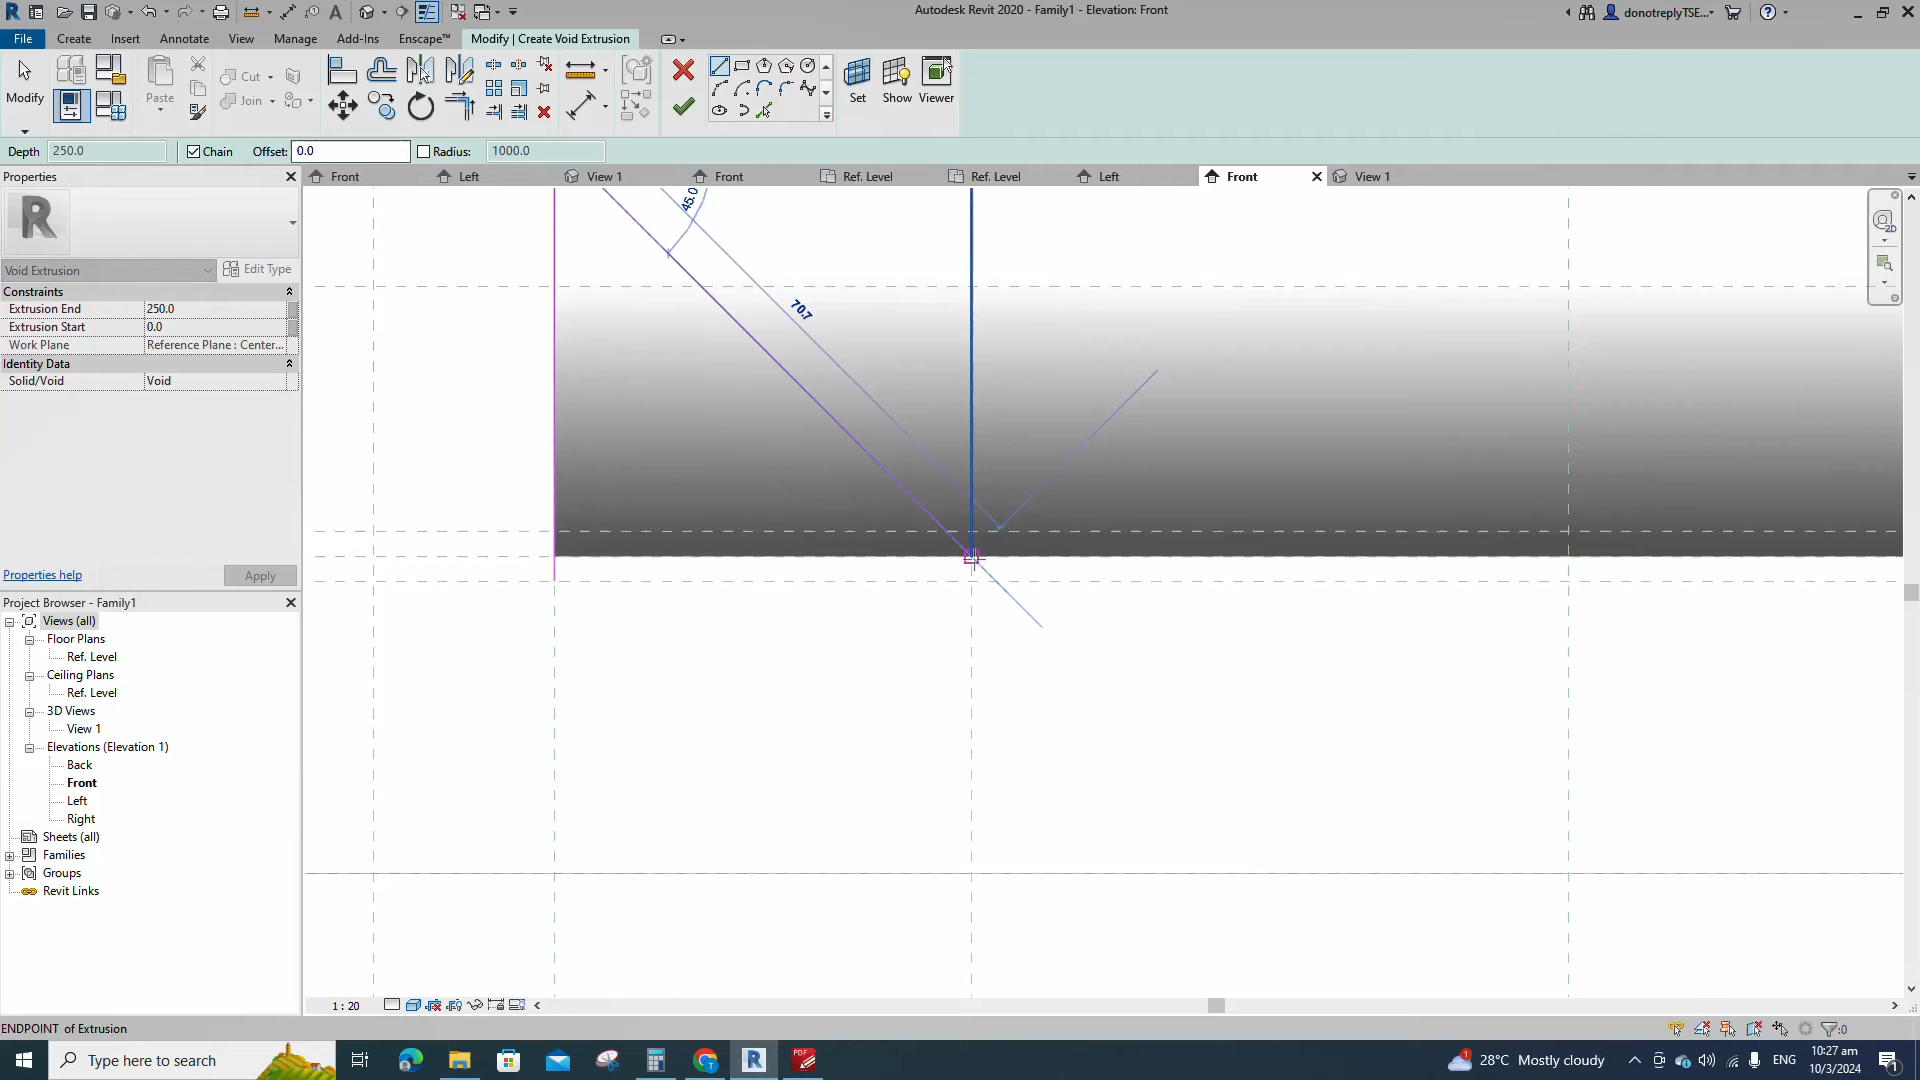 Autodesk Revit 2020 - Family1 - Elevation: Front
donotreplyTSE...
File Create Insert Annotate View Manage Add-Ins Enscape™ Modify | Create Void Extrusion
Modify
Paste
Cut
Join
Set Show Viewer
Depth 250.0 Chain Offset: 0.0 Radius: 1000.0
Properties
Front Left View 1 Front Ref. Level Ref. Level Left Front View 1
Void Extrusion Edit Type
Constraints
Extrusion End 250.0
Extrusion Start 0.0
Work Plane Reference Plane : Center...
Identity Data
Solid/Void Void
Properties help Apply
45.0
70.7
2D
Project Browser - Family1
Views (all)
Floor Plans
Ref. Level
Ceiling Plans
Ref. Level
3D Views
View 1
Elevations (Elevation 1)
Back
Front
Left
Right
Sheets (all)
Families
Groups
Revit Links
1 : 20
ENDPOINT of Extrusion
:0
Type here to search
PDF
1
28°C Mostly cloudy
ENG
10:27 am
10/3/2024
1